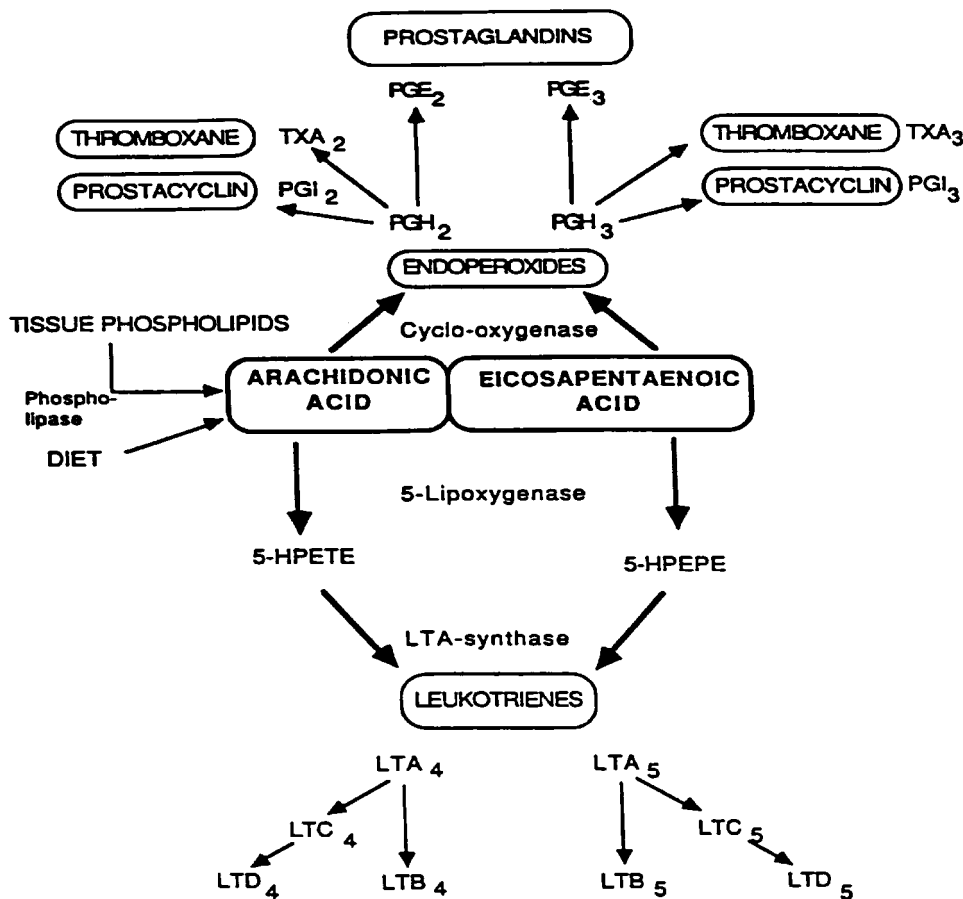 PROSTAGLANDINS
PGE2 PGE3
THROMBOXANE TXA2 THROMBOXANE TXA3
PROSTACYCLIN PGI2 PROSTACYCLIN PGI3
PGH2 PGH3
ENDOPEROXIDES
TISSUE PHOSPHOLIPIDS
Cyclo-oxygenase
ARACHIDONIC
ACID
EICOSAPENTAENOIC
ACID
Phospho-
lipase
DIET
5-Lipoxygenase
5-HPETE 5-HPEPE
LTA-synthase
LEUKOTRIENES
LTA4 LTA5
LTC4 LTC5
LTD4 LTB4 LTB5 LTD5